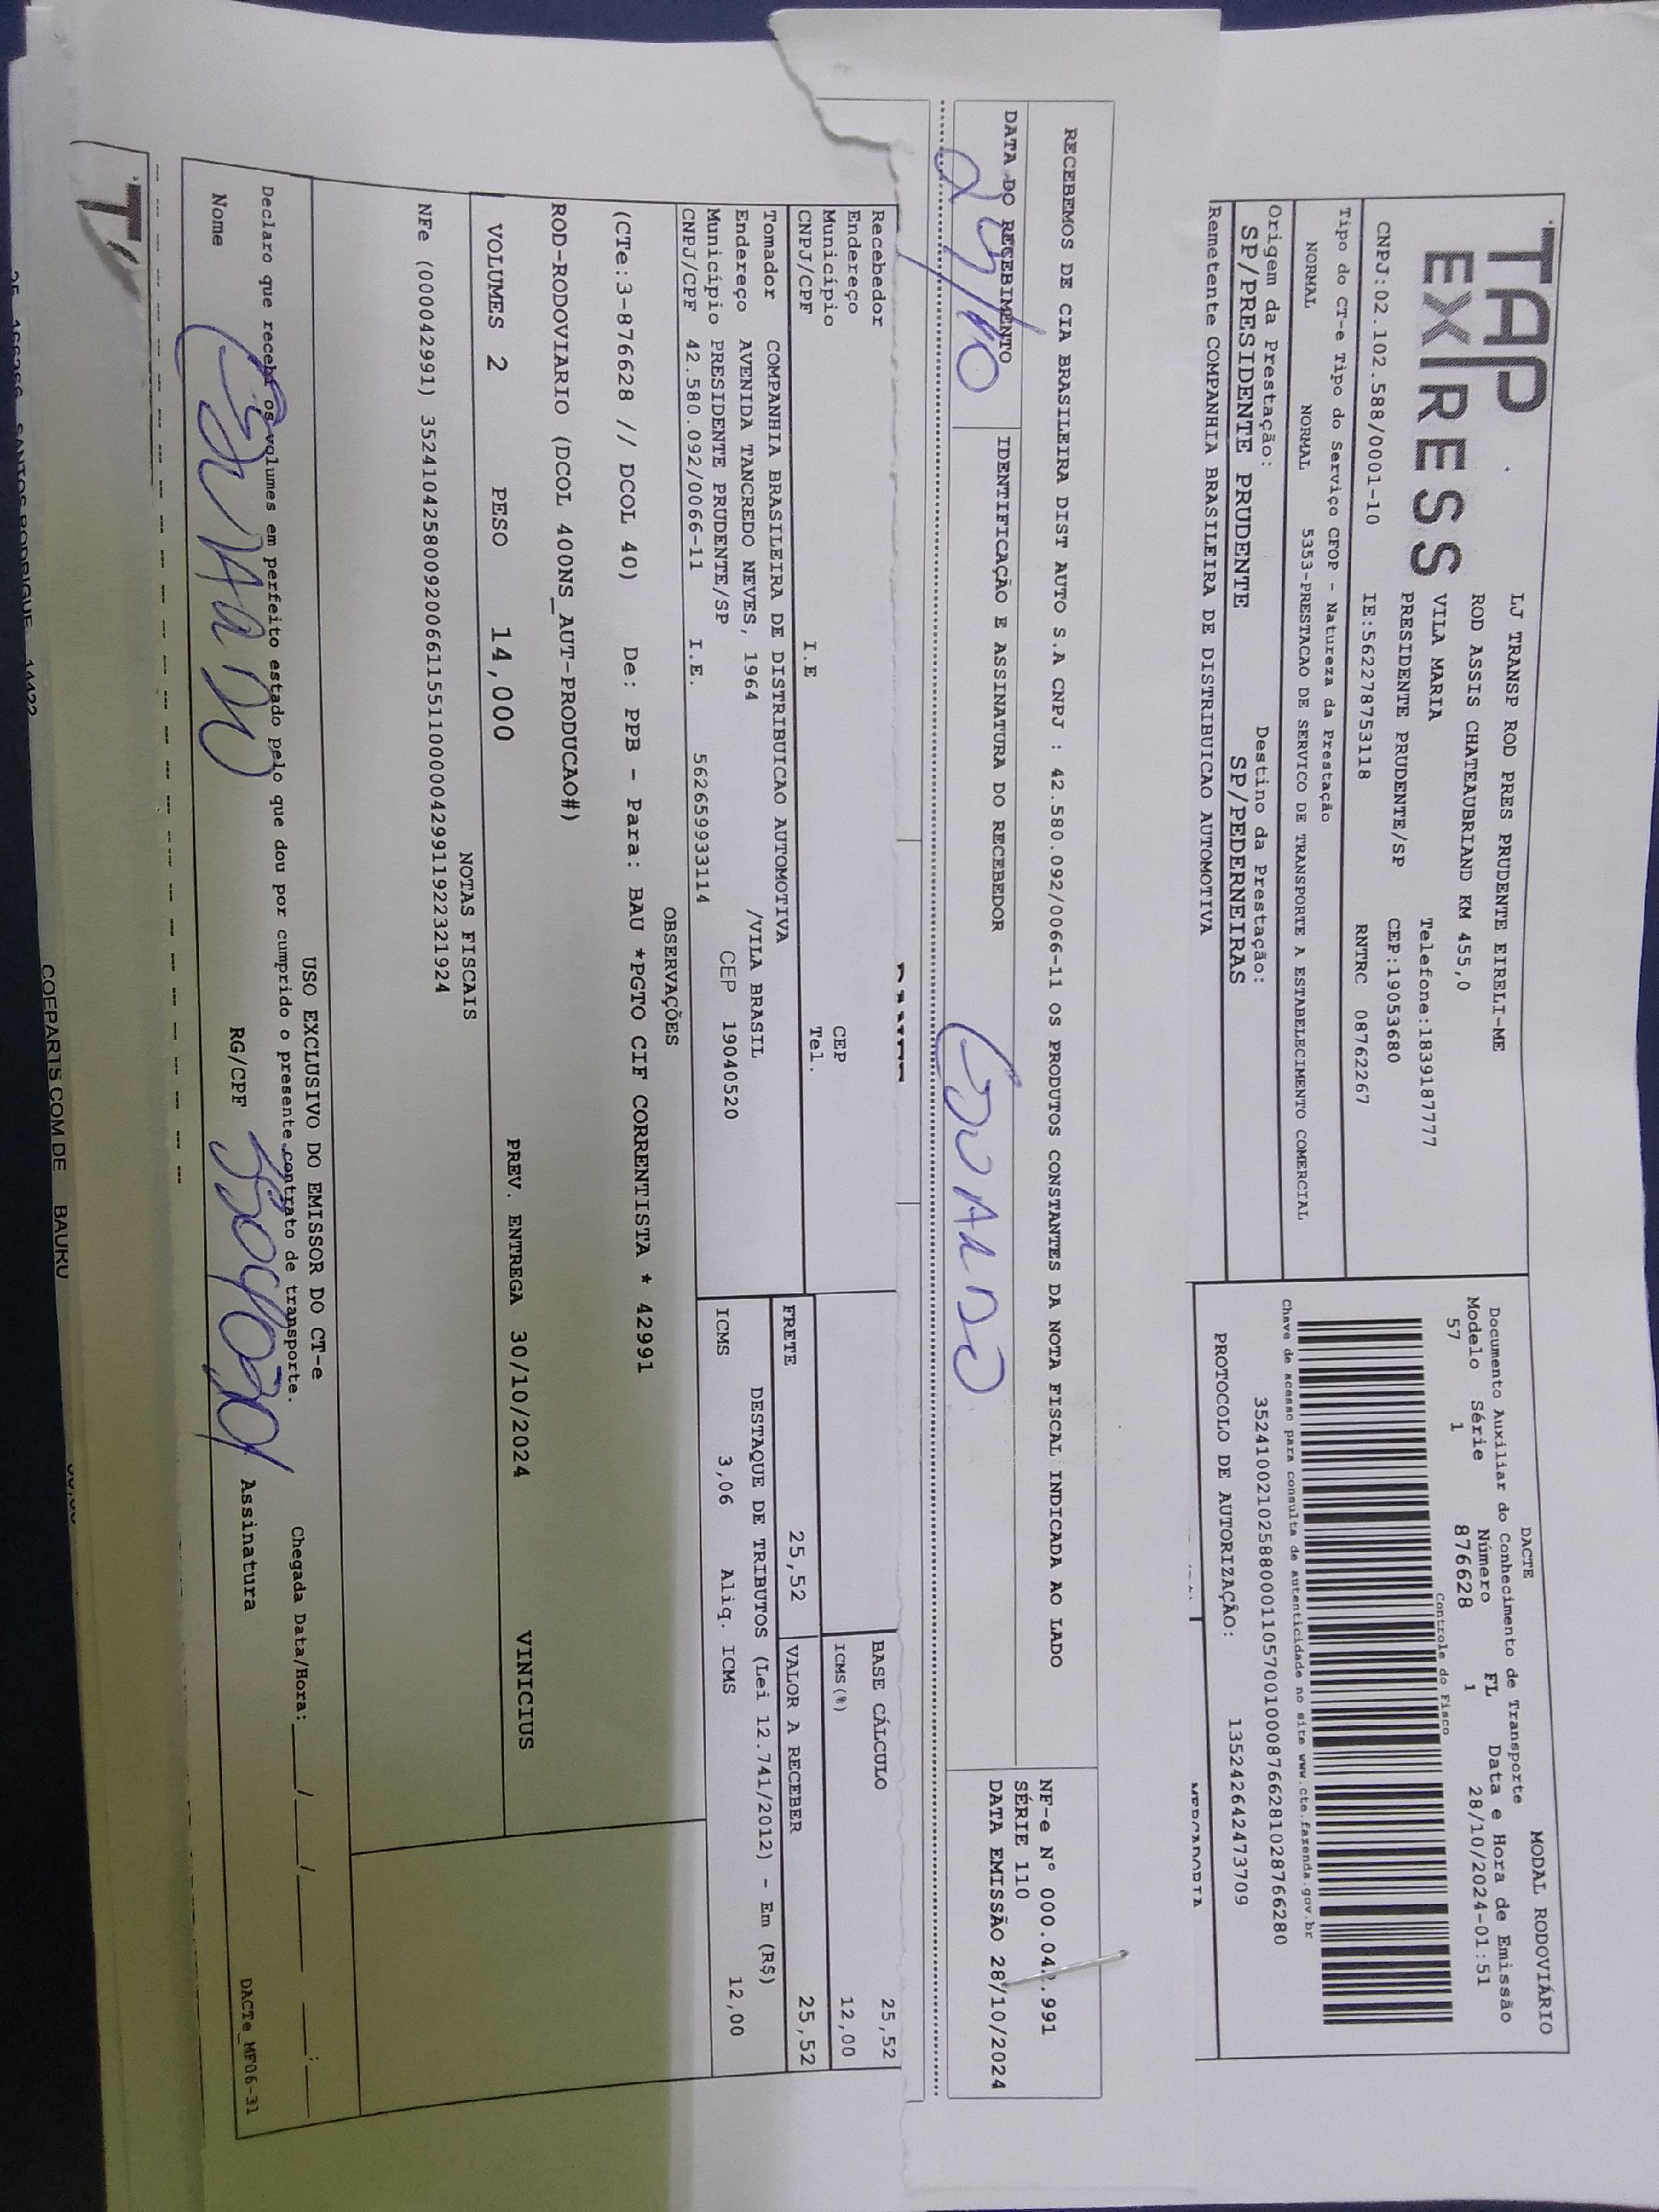 TAP
EXPRESS
LJ TRANSP ROD PRES PRUDENTE EIRELI-ME
ROD ASSIS CHATEAUBRIAND KM 455,0
VILA MARIA Telefone:1839187777
PRESIDENTE PRUDENTE/SP CEP:19053680
CNPJ:02.102.588/0001-10 IE:562278753118 RNTRC 08762267
Tipo do CT-e Tipo do Serviço CFOP - Natureza da Prestação
NORMAL NORMAL 5353-PRESTACAO DE SERVICO DE TRANSPORTE A ESTABELECIMENTO COMERCIAL
Origem da Prestação: Destino da Prestação:
SP/PRESIDENTE PRUDENTE SP/PEDERNEIRAS
Remetente COMPANHIA BRASILEIRA DE DISTRIBUICAO AUTOMOTIVA
DACTE MODAL RODOVIÁRIO
Documento Auxiliar do Conhecimento de Transporte
Modelo Série Número FL Data e Hora de Emissão
57 1 876628 1 28/10/2024-01:51
Controle do Fisco
Chave de acesso para consulta de autenticidade no site www.cte.fazenda.gov.br
35241002102588000110570010008766281028766280
PROTOCOLO DE AUTORIZAÇÃO: 135242642473709
RECEBEMOS DE CIA BRASILEIRA DIST AUTO S.A CNPJ : 42.580.092/0066-11 OS PRODUTOS CONSTANTES DA NOTA FISCAL INDICADA AO LADO
DATA DO RECEBIMENTO IDENTIFICAÇÃO E ASSINATURA DO RECEBEDOR
NF-e Nº 000.04 .991
SÉRIE 110
DATA EMISSÃO 28/10/2024
Recebedor
Endereço CEP
Município Tel.
CNPJ/CPF I.E
BASE CÁLCULO 25,52
ICMS(%) 12,00
FRETE 25,52 VALOR A RECEBER 25,52
Tomador COMPANHIA BRASILEIRA DE DISTRIBUICAO AUTOMOTIVA
Endereço AVENIDA TANCREDO NEVES, 1964 /VILA BRASIL
Município PRESIDENTE PRUDENTE/SP CEP 19040520
CNPJ/CPF 42.580.092/0066-11 I.E. 562659933114
DESTAQUE DE TRIBUTOS (Lei 12.741/2012) - Em (R$)
ICMS 3,06 Aliq. ICMS 12,00
OBSERVAÇÕES
(CTe:3-876628 // DCOL 40) De: PPB - Para: BAU *PGTO CIF CORRENTISTA * 42991
ROD-RODOVIARIO (DCOL 400NS_AUT-PRODUCAO#)
VOLUMES 2 PESO 14,000 PREV. ENTREGA 30/10/2024 VINICIUS
NOTAS FISCAIS
NFe (000042991) 35241042580092006611551100000429911922321924
USO EXCLUSIVO DO EMISSOR DO CT-e
Declaro que recebi os volumes em perfeito estado pelo que dou por cumprido o presente contrato de transporte.
Chegada Data/Hora: ___/___/____ __:__
Nome RG/CPF Assinatura
DACTe_MF06-31
COEPARTS COM DE BAURU